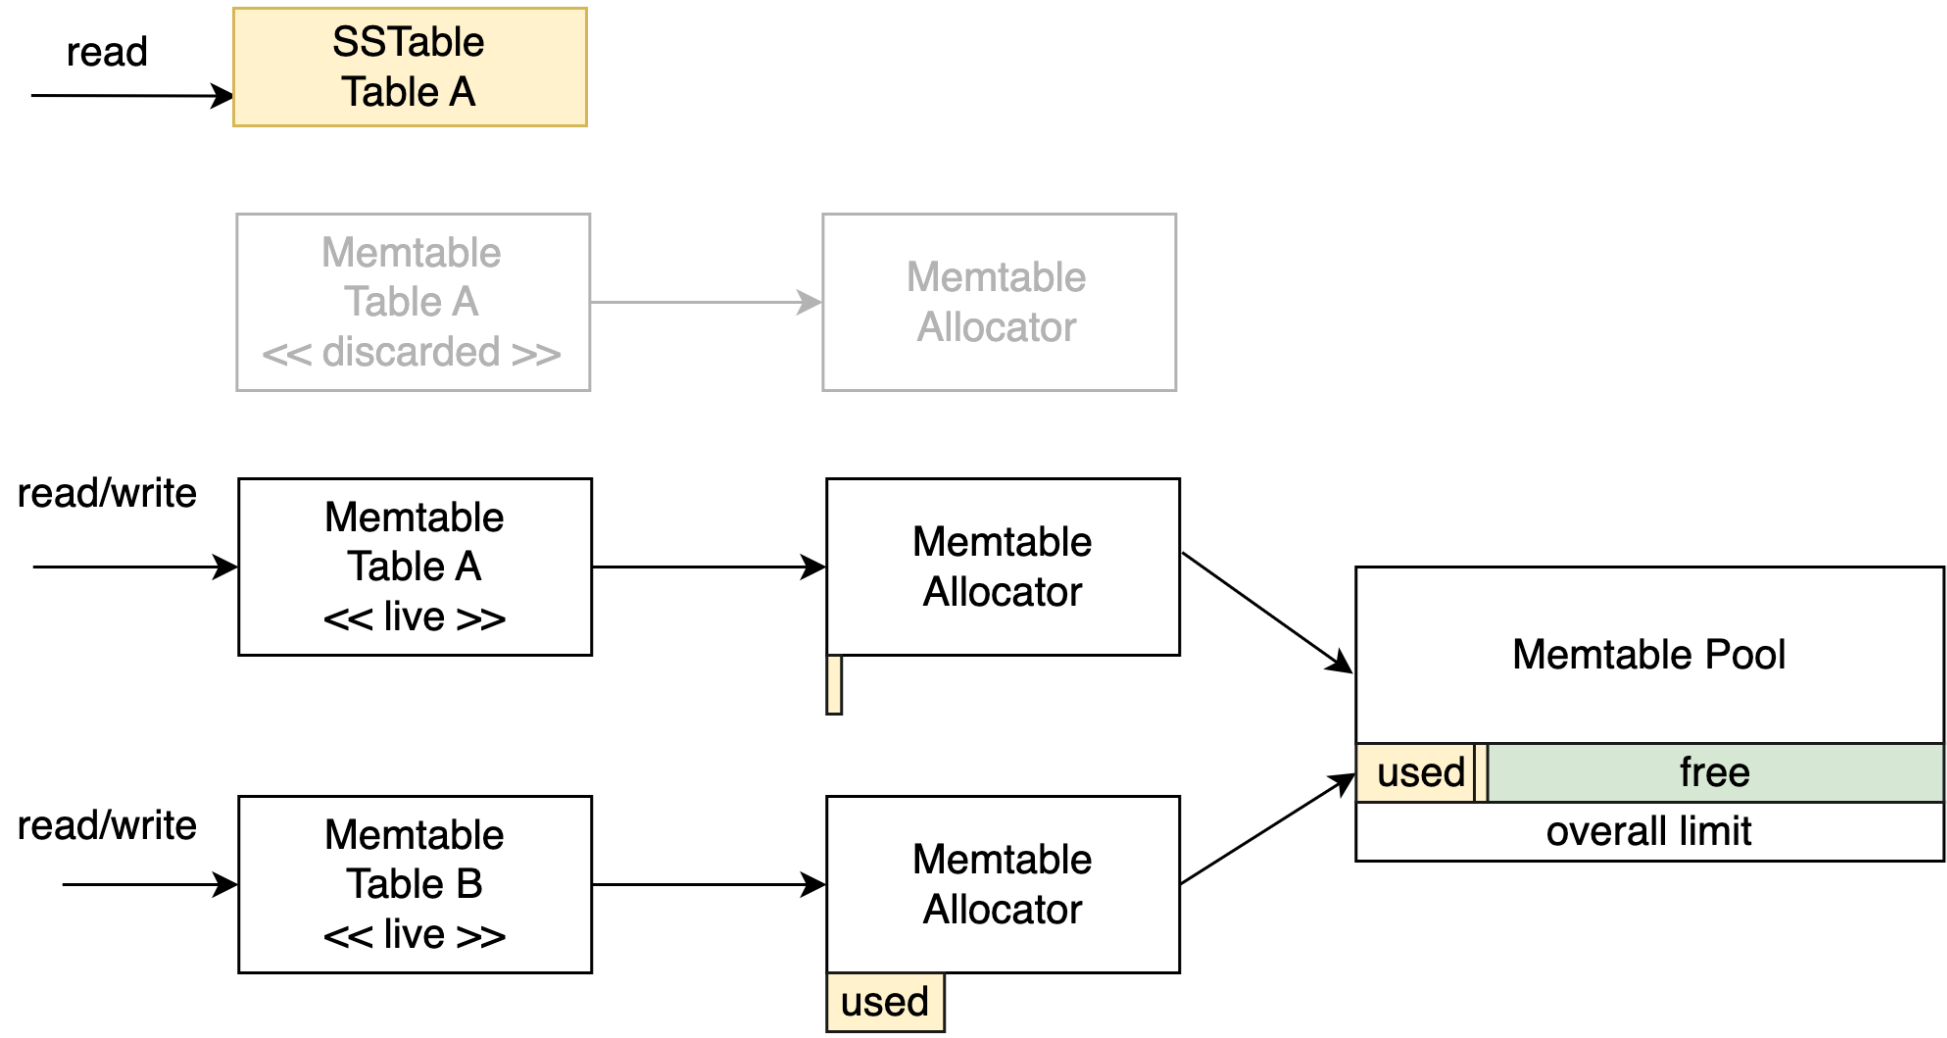 read
SSTable
Table A
Memtable
Table A
<< discarded >>
Memtable
Allocator
read/write
Memtable
Table A
<< live >>
Memtable
Allocator
Memtable Pool
used
free
overall limit
read/write
Memtable
Table B
<< live >>
Memtable
Allocator
used